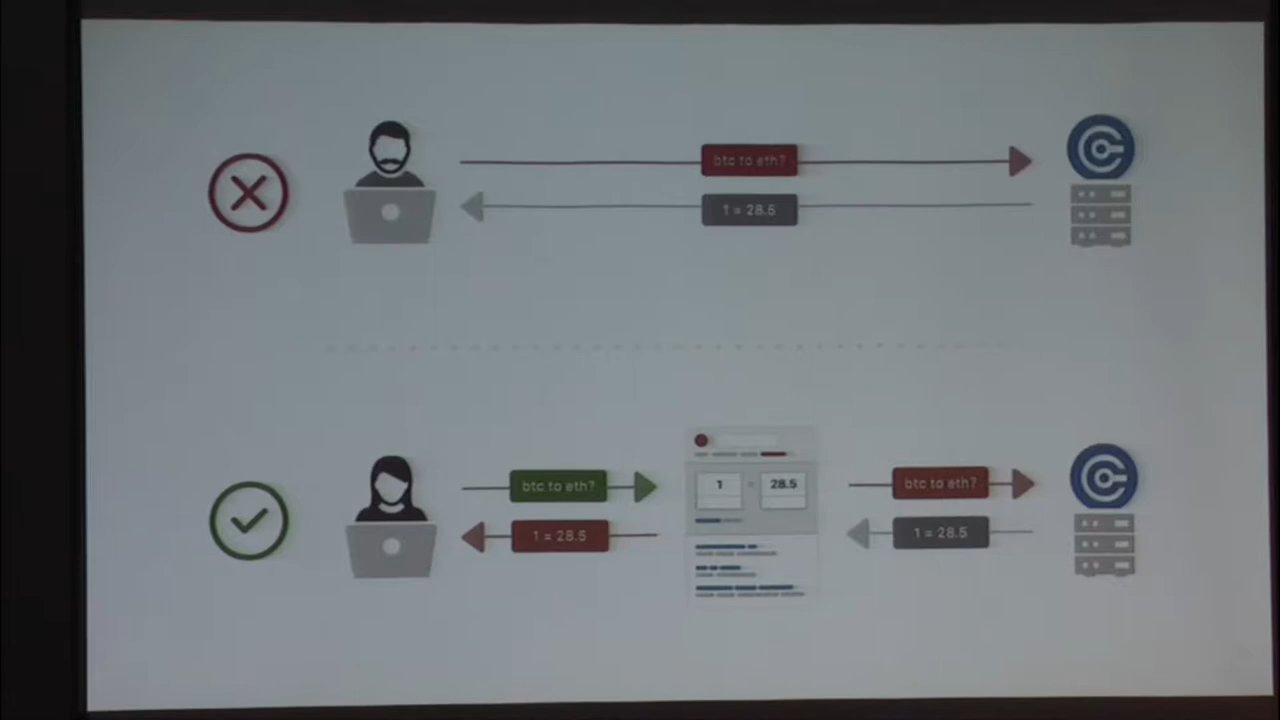 btc to eth?
1 = 28.5
btc to eth?
1 = 28.5
1 = 28.5
btc to eth?
1 = 28.5